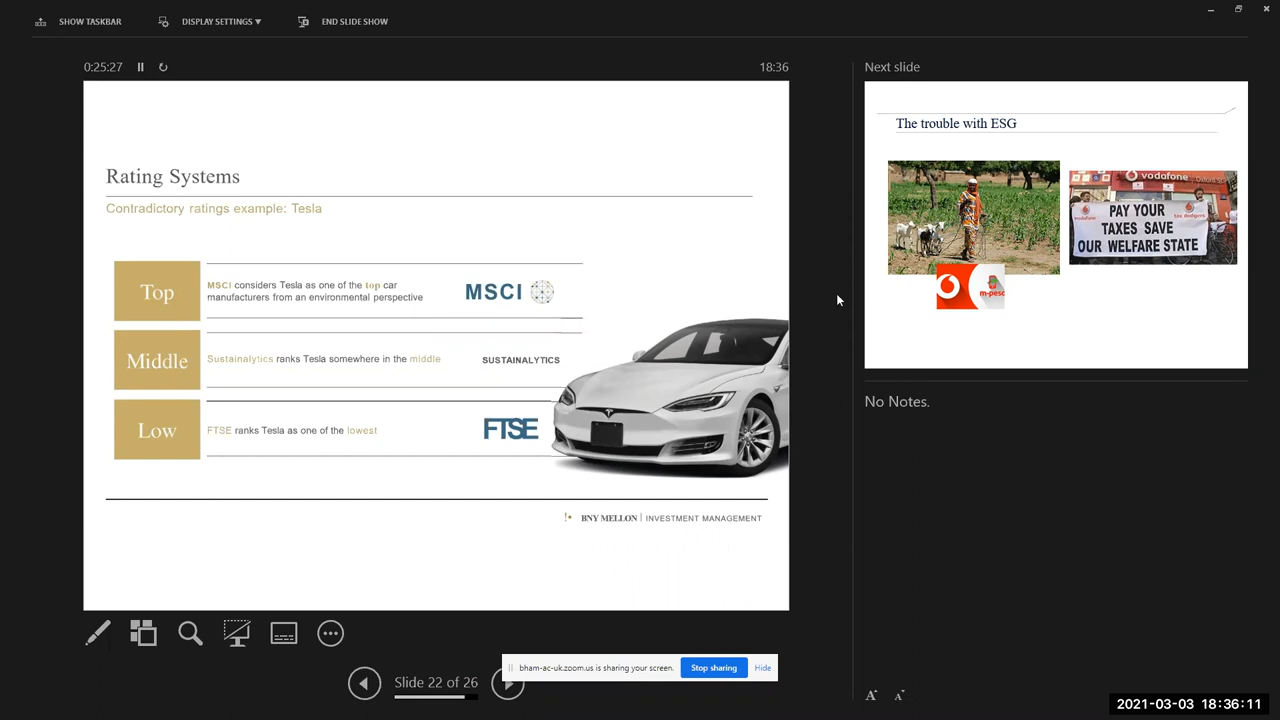 SHOW TASKBAR
DISPLAY SETTINGS ▼
END SLIDE SHOW
0:25:27
18:36
Rating Systems
Contradictory ratings example: Tesla
Top
MSCI considers Tesla as one of the top car
manufacturers from an environmental perspective
MSCI
Middle
Sustainalytics ranks Tesla somewhere in the middle
SUSTAINALYTICS
Low
FTSE ranks Tesla as one of the lowest
FTSE
BNY MELLON | INVESTMENT MANAGEMENT
Next slide
The trouble with ESG
vodafone
PAY YOUR
TAXES SAVE
OUR WELFARE STATE
vodafone
m-pesa
No Notes.
bham-ac-uk.zoom.us is sharing your screen.
Stop sharing
Hide
Slide 22 of 26
A A
2021-03-03 18:36:11